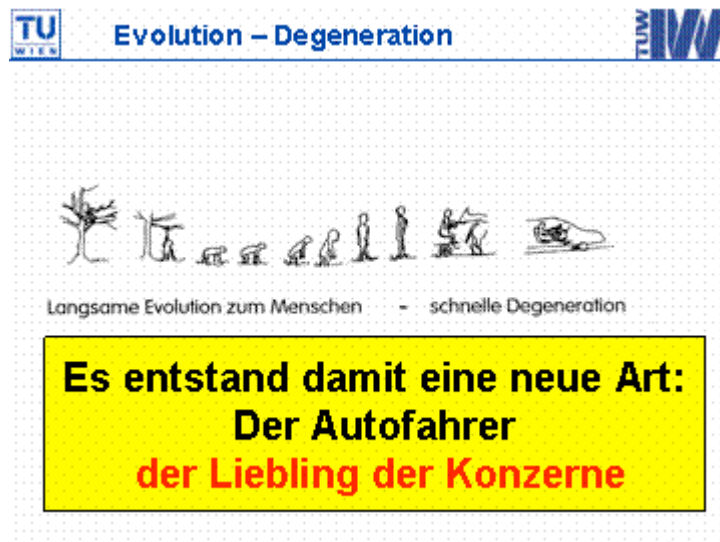 TU
WIEN
Evolution – Degeneration
TUW
IVV
Langsame Evolution zum Menschen - schnelle Degeneration
Es entstand damit eine neue Art:
Der Autofahrer
der Liebling der Konzerne